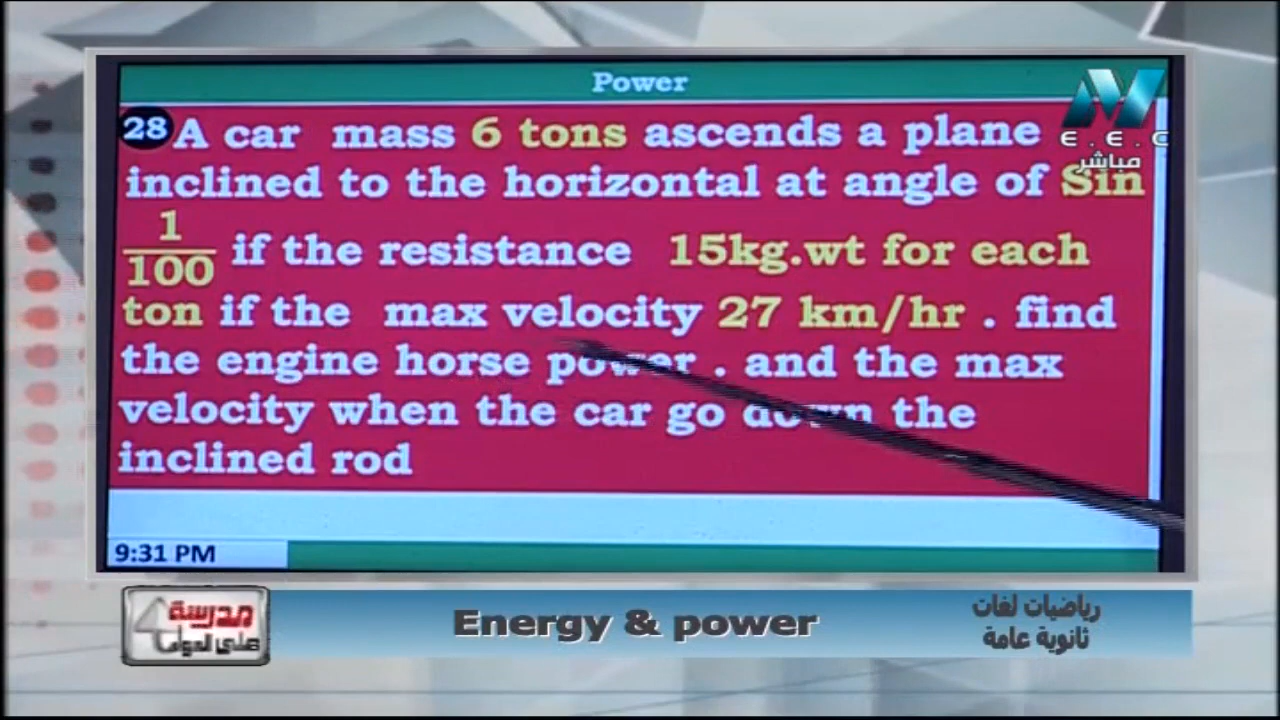 Power
28 A car mass 6 tons ascends a plane
inclined to the horizontal at angle of Sin
1
100
if the resistance 15kg.wt for each
ton if the max velocity 27 km/hr . find
the engine horse power . and the max
velocity when the car go down the
inclined rod
9:31 PM
E . E . C
مباشر
Energy & power
رياضيات لغات
ثانوية عامة
مدرسة
على الهواء